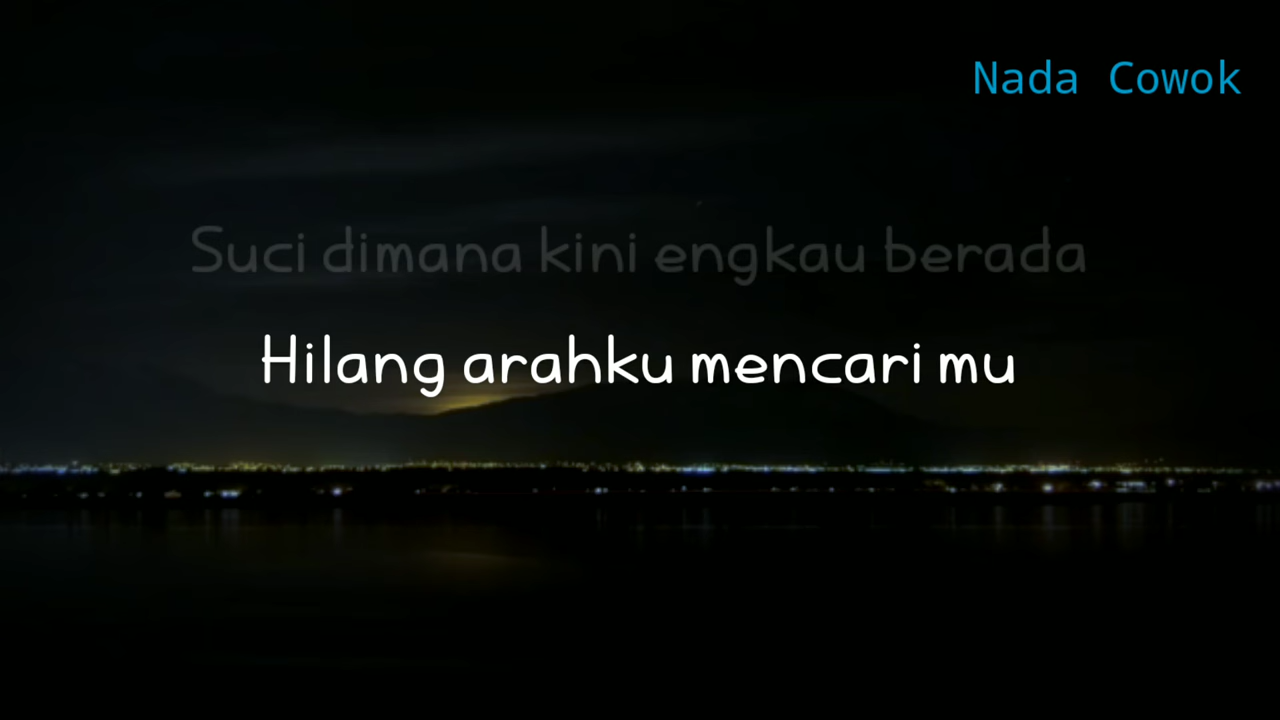 Nada Cowok
Suci dimana kini engkau berada
Hilang arahku mencari mu